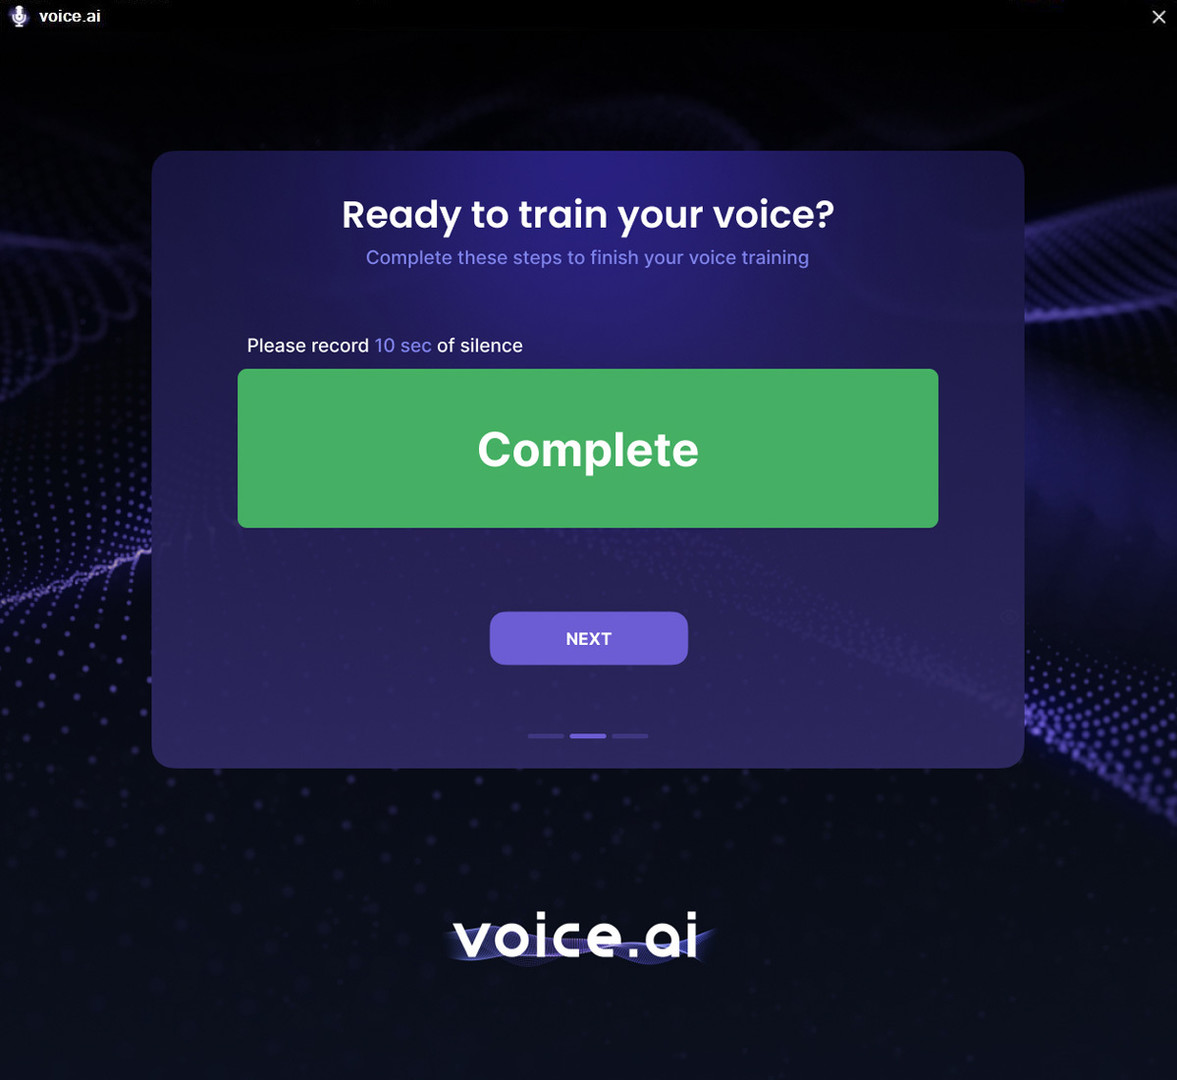 voice.ai
Ready to train your voice?
Complete these steps to finish your voice training
Please record 10 sec of silence
Complete
NEXT
voice.ai